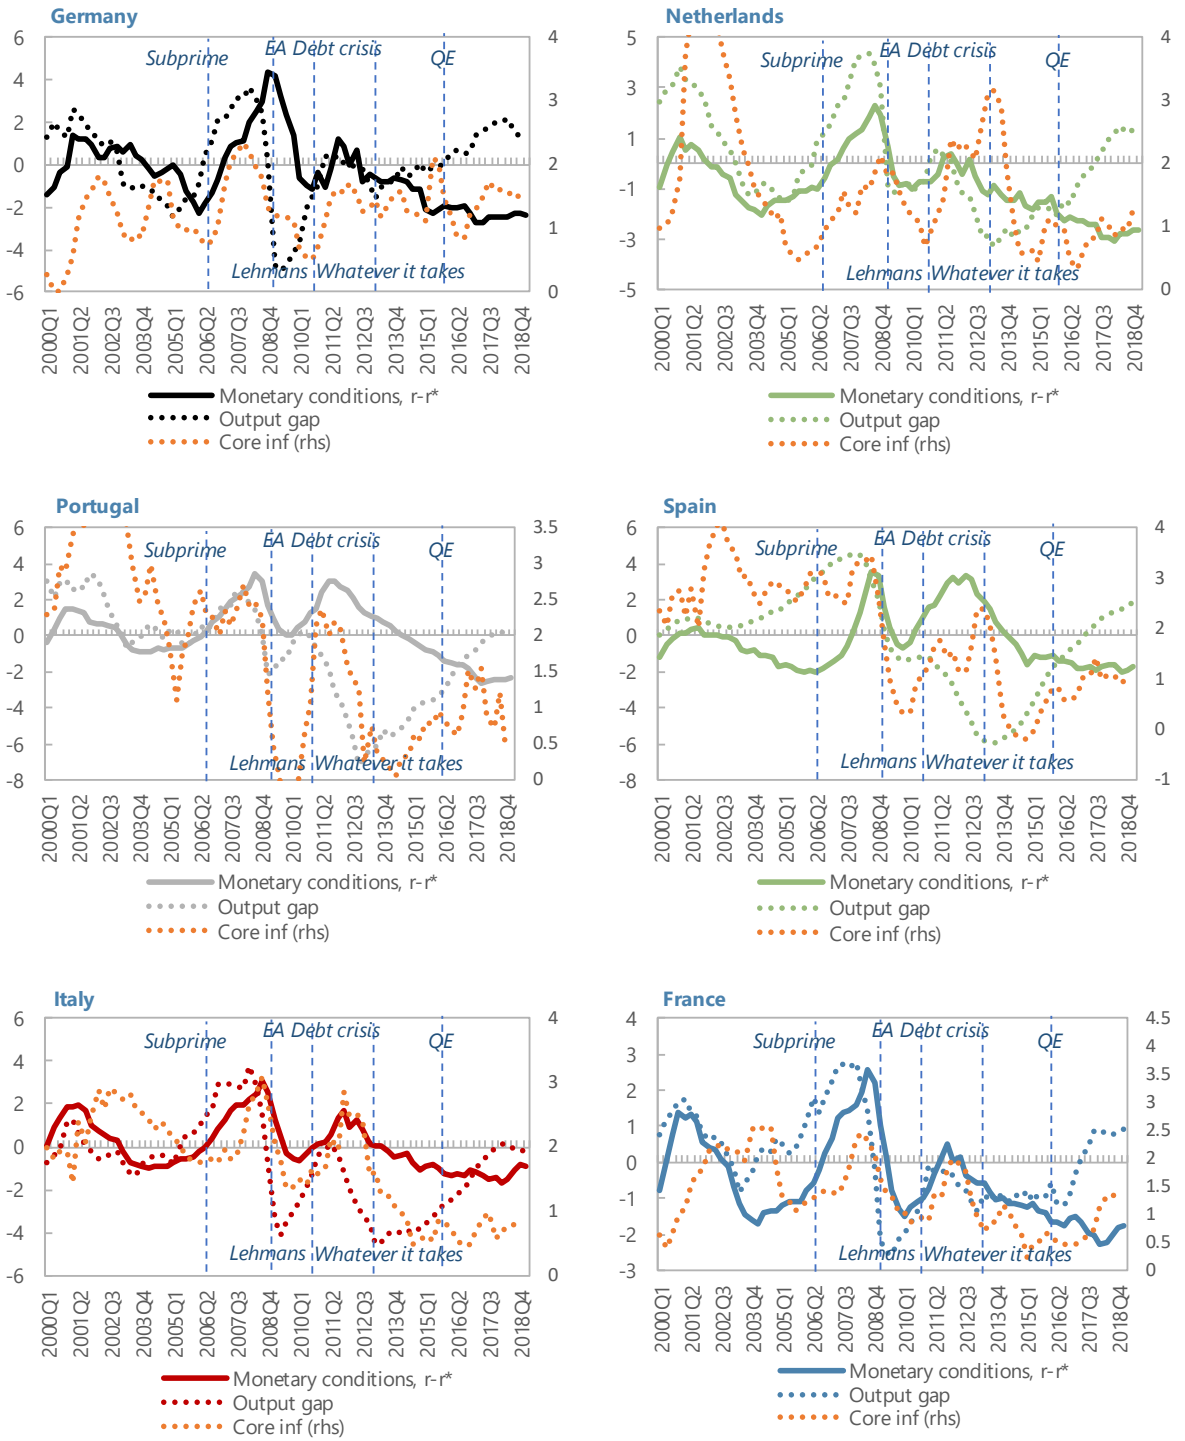 Germany
6
4
2
0
-2
-4
-6
4
3
2
1
0
Subprime
EA Debt crisis
QE
Lehmans
Whatever it takes
2000Q1
2001Q2
2002Q3
2003Q4
2005Q1
2006Q2
2007Q3
2008Q4
2010Q1
2011Q2
2012Q3
2013Q4
2015Q1
2016Q2
2017Q3
2018Q4
Monetary conditions, r-r*
Output gap
Core inf (rhs)
Netherlands
5
3
1
-1
-3
-5
4
3
2
1
0
Subprime
EA Debt crisis
QE
Lehmans
Whatever it takes
2000Q1
2001Q2
2002Q3
2003Q4
2005Q1
2006Q2
2007Q3
2008Q4
2010Q1
2011Q2
2012Q3
2013Q4
2015Q1
2016Q2
2017Q3
2018Q4
Monetary conditions, r-r*
Output gap
Core inf (rhs)
Portugal
6
4
2
0
-2
-4
-6
-8
3.5
3
2.5
2
1.5
1
0.5
0
Subprime
EA Debt crisis
QE
Lehmans
Whatever it takes
2000Q1
2001Q2
2002Q3
2003Q4
2005Q1
2006Q2
2007Q3
2008Q4
2010Q1
2011Q2
2012Q3
2013Q4
2015Q1
2016Q2
2017Q3
2018Q4
Monetary conditions, r-r*
Output gap
Core inf (rhs)
Spain
6
4
2
0
-2
-4
-6
-8
4
3
2
1
0
-1
Subprime
EA Debt crisis
QE
Lehmans
Whatever it takes
2000Q1
2001Q2
2002Q3
2003Q4
2005Q1
2006Q2
2007Q3
2008Q4
2010Q1
2011Q2
2012Q3
2013Q4
2015Q1
2016Q2
2017Q3
2018Q4
Monetary conditions, r-r*
Output gap
Core inf (rhs)
Italy
6
4
2
0
-2
-4
-6
4
3
2
1
0
Subprime
EA Debt crisis
QE
Lehmans
Whatever it takes
2000Q1
2001Q2
2002Q3
2003Q4
2005Q1
2006Q2
2007Q3
2008Q4
2010Q1
2011Q2
2012Q3
2013Q4
2015Q1
2016Q2
2017Q3
2018Q4
Monetary conditions, r-r*
Output gap
Core inf (rhs)
France
4
3
2
1
0
-1
-2
-3
4.5
4
3.5
3
2.5
2
1.5
1
0.5
0
Subprime
EA Debt crisis
QE
Lehmans
Whatever it takes
2000Q1
2001Q2
2002Q3
2003Q4
2005Q1
2006Q2
2007Q3
2008Q4
2010Q1
2011Q2
2012Q3
2013Q4
2015Q1
2016Q2
2017Q3
2018Q4
Monetary conditions, r-r*
Output gap
Core inf (rhs)